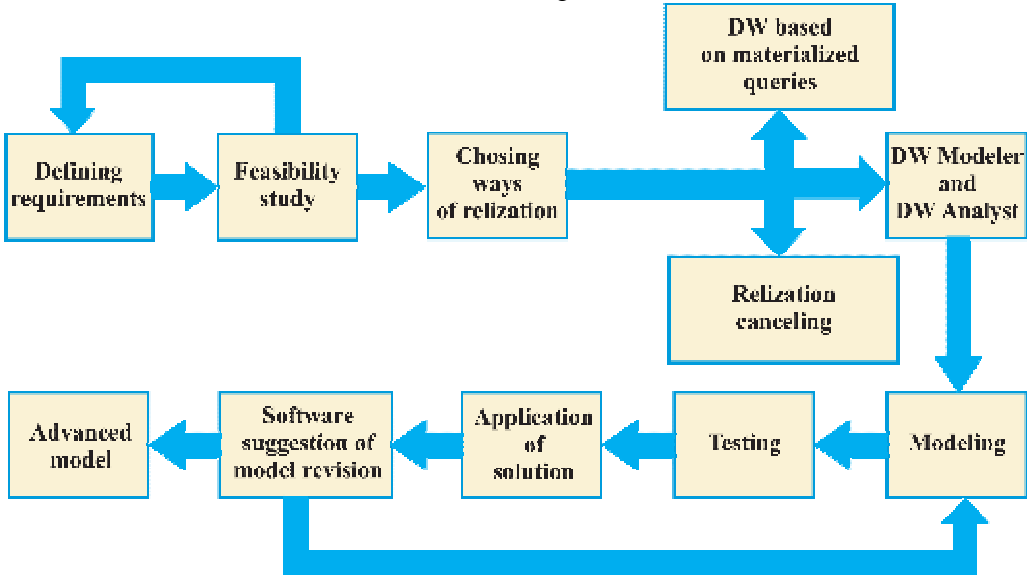 DW based
on materialized
queries
Defining
requirements
Feasibility
study
Chosing
ways
of relization
DW Modeler
and
DW Analyst
Relization
canceling
Advanced
model
Software
suggestion of
model revision
Application
of
solution
Testing
Modeling